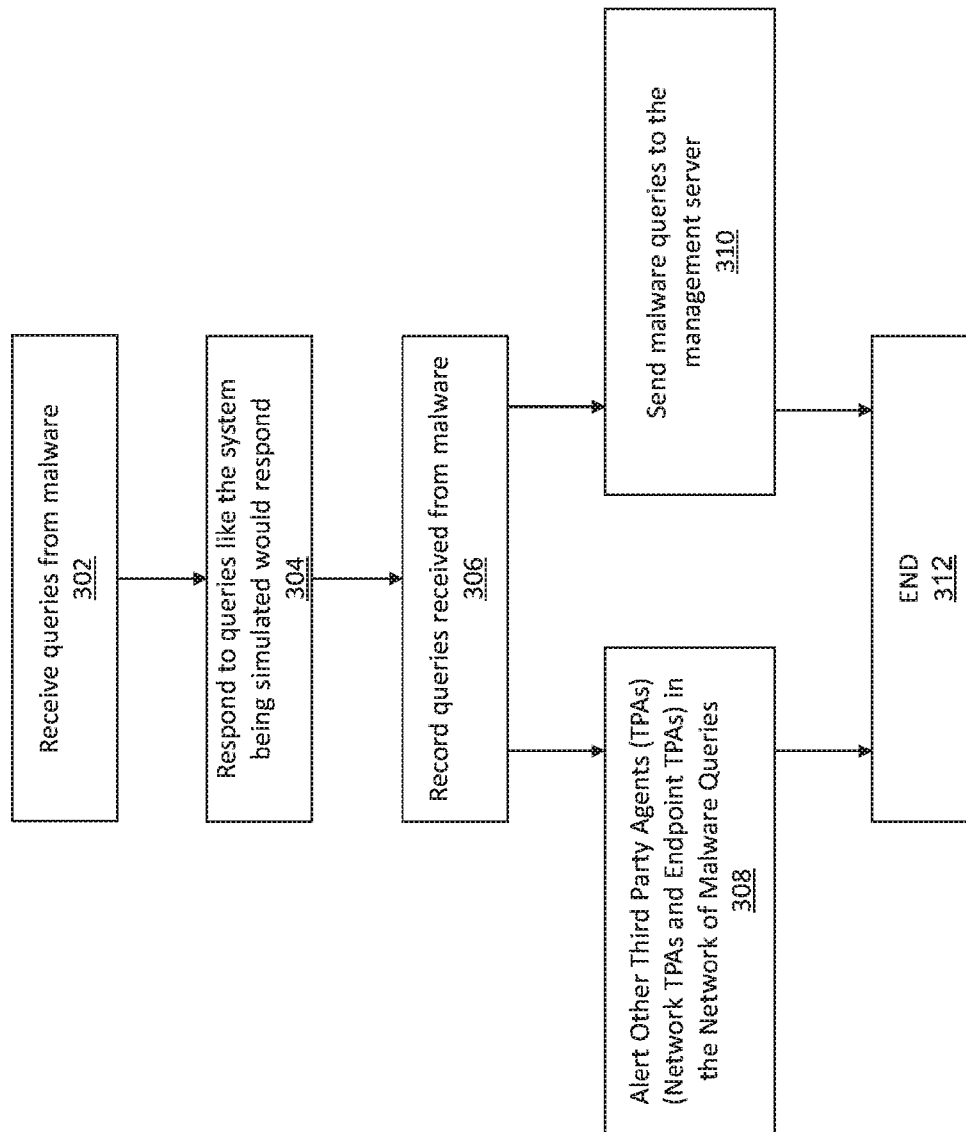 Receive queries from malware
302
Respond to queries like the system
being simulated would respond
304
Record queries received from malware
306
Alert Other Third Party Agents (TPAs)
(Network TPAs and Endpoint TPAs) in
the Network of Malware Queries
308
Send malware queries to the
management server
310
END
312